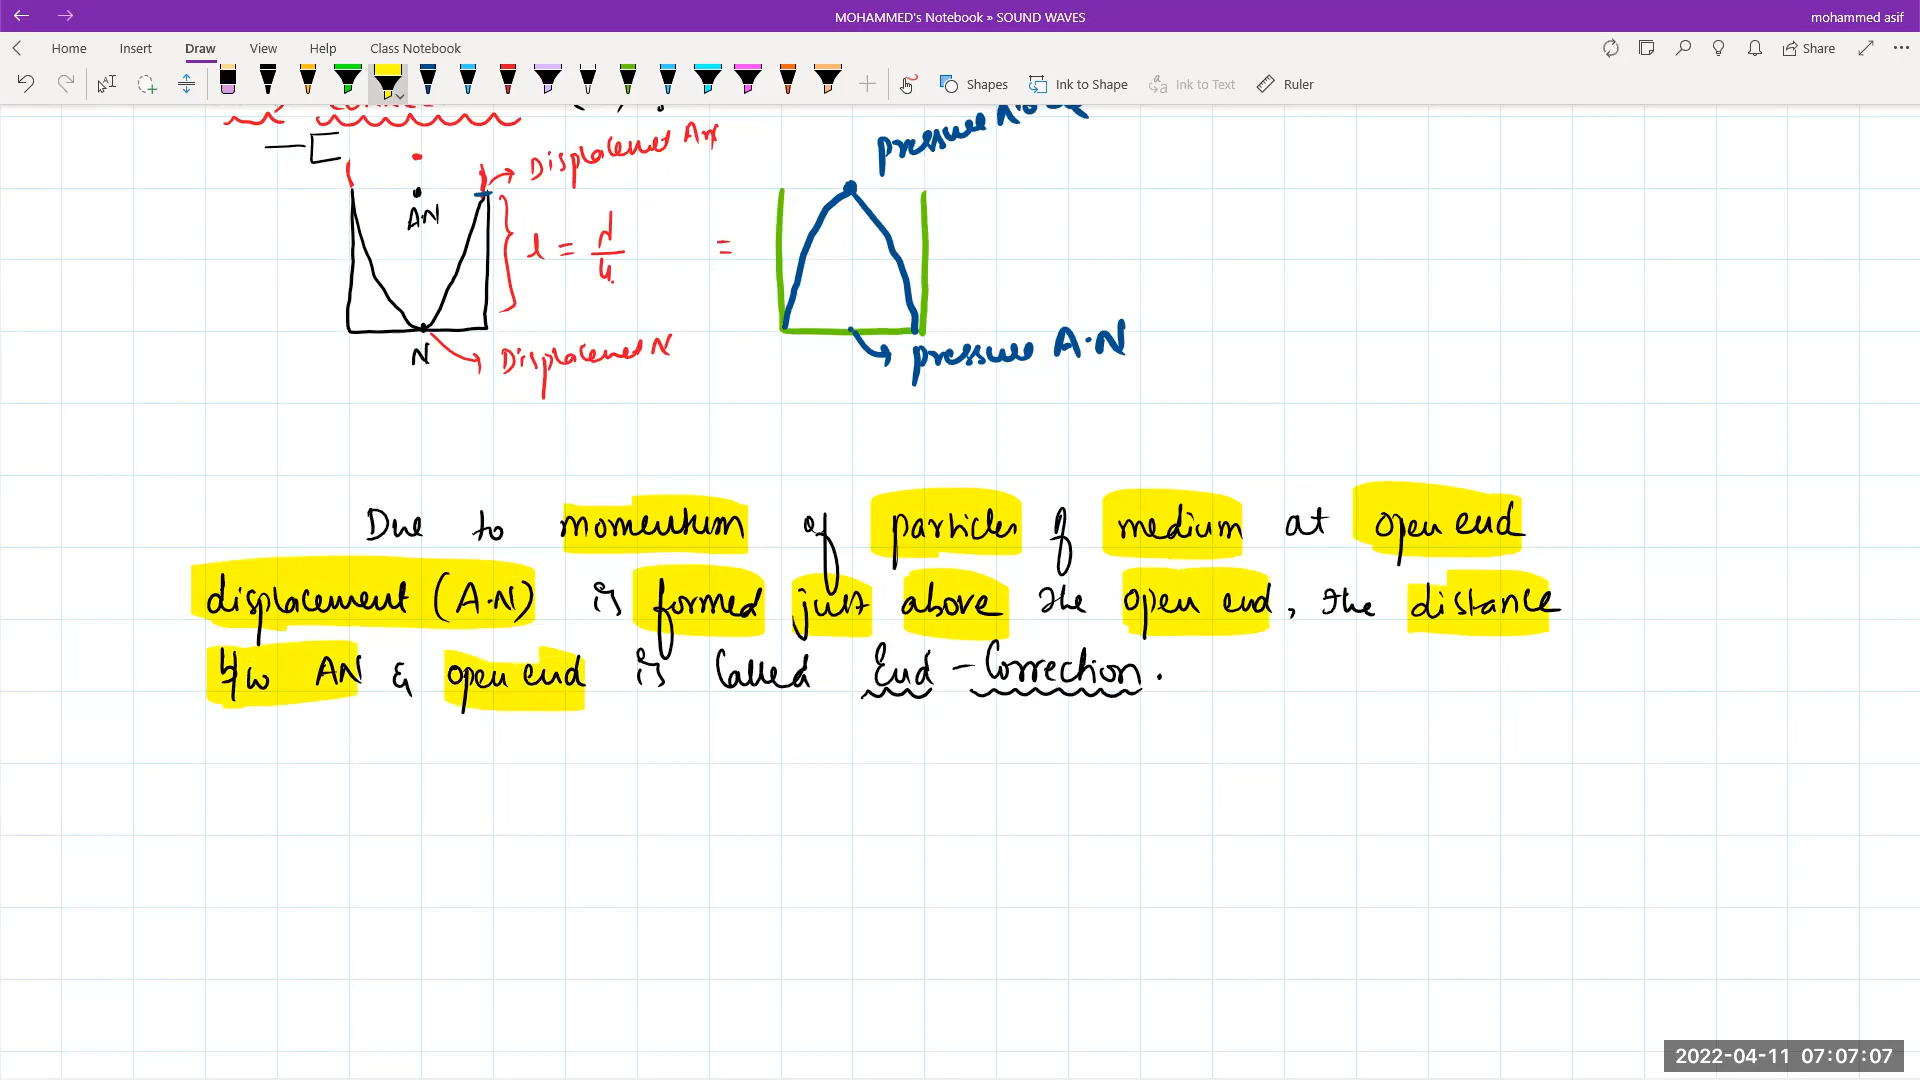 MOHAMMED's Notebook » SOUND WAVES
mohammed asif
Home Insert Draw View Help Class Notebook
Share
Shapes Ink to Shape Ink to Text Ruler
pressure
Displacement AN
AN
l = λ/4
=
N
Displacement N
pressure A.N
Due to momentum of particles of medium at open end
displacement (A.N) is formed just above the open end, the distance
b/w AN & open end is called End-Correction.
2022-04-11 07:07:07